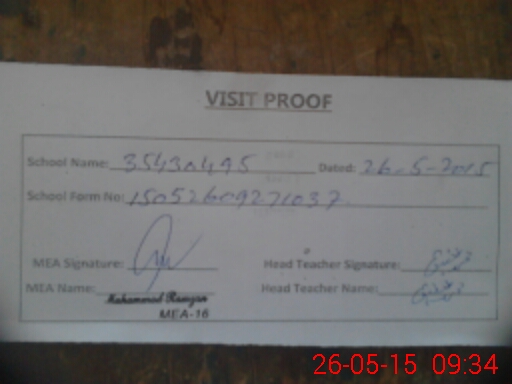 VISIT PROOF
School Name: 35430495 Dated: 26-5-2015
School Form No: 15052609271037
MEA Signature: Head Teacher Signature:
MEA Name: Muhammad Ramzan Head Teacher Name:
MEA-16
26-05-15 09:34